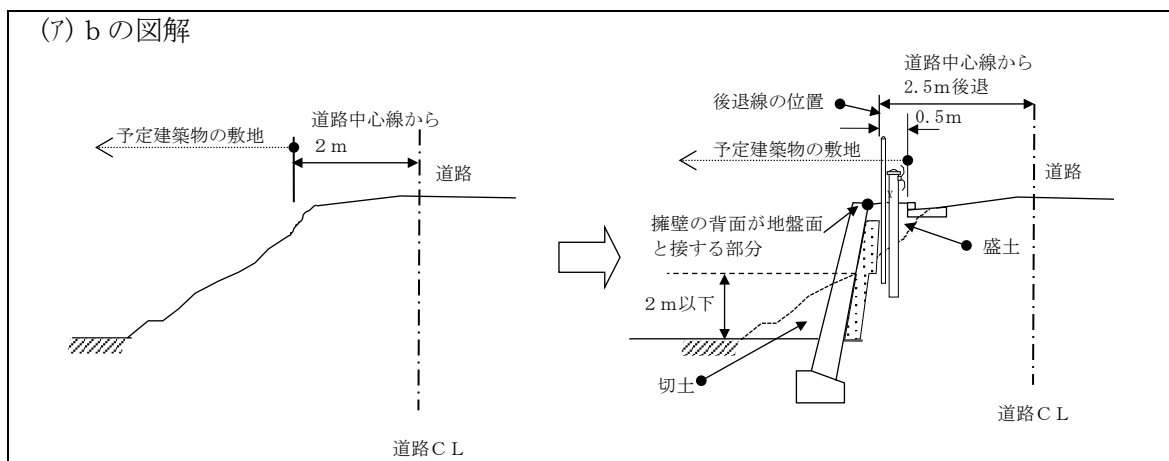 (ｱ) bの図解
道路中心線から
２ｍ
予定建築物の敷地
道路
道路ＣＬ
道路中心線から
2.5ｍ後退
後退線の位置
0.5ｍ
予定建築物の敷地
道路
擁壁の背面が地盤面
と接する部分
盛土
２ｍ以下
切土
道路ＣＬ